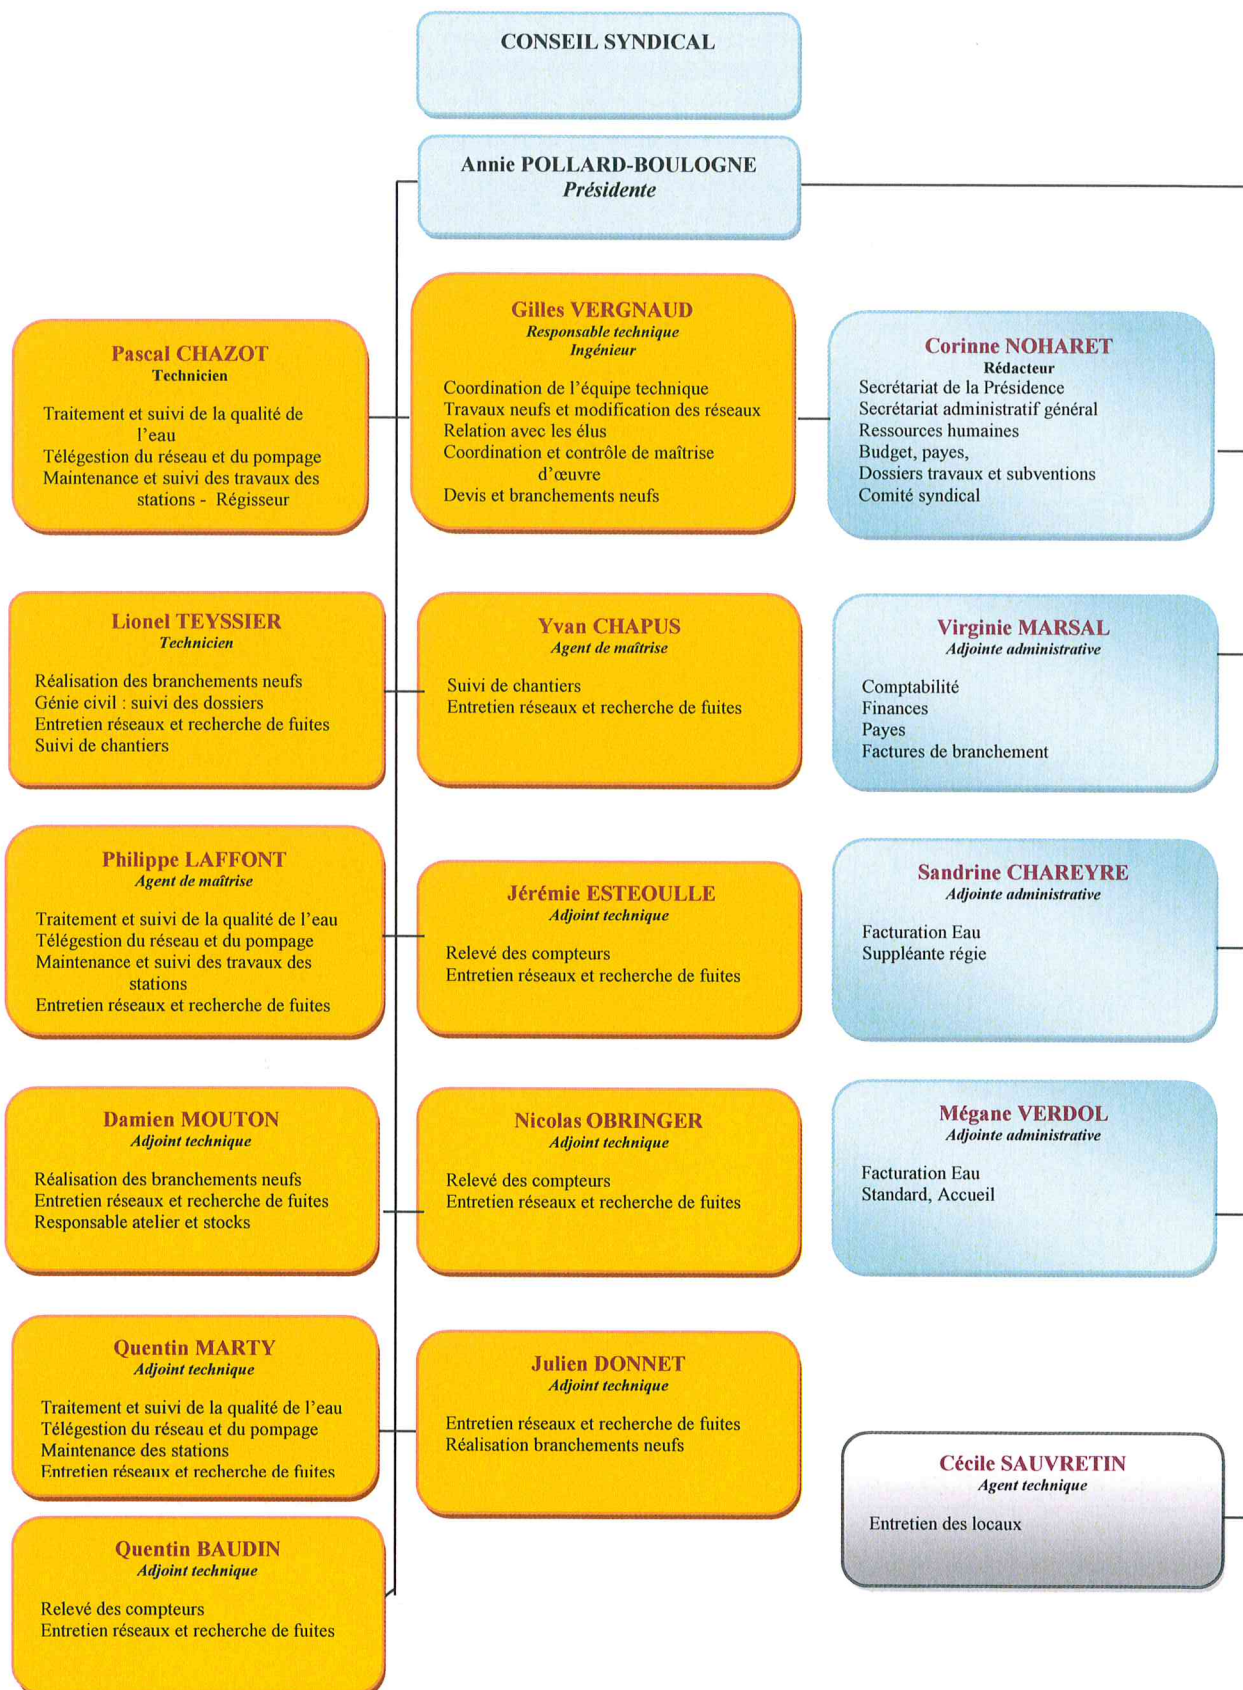 CONSEIL SYNDICAL
Annie POLLARD-BOULOGNE
Présidente
Gilles VERGNAUD
Responsable technique
Ingénieur
Coordination de l'équipe technique
Travaux neufs et modification des réseaux
Relation avec les élus
Coordination et contrôle de maîtrise
d'œuvre
Devis et branchements neufs
Pascal CHAZOT
Technicien
Traitement et suivi de la qualité de
l'eau
Télégestion du réseau et du pompage
Maintenance et suivi des travaux des
stations - Régisseur
Corinne NOHARET
Rédacteur
Secrétariat de la Présidence
Secrétariat administratif général
Ressources humaines
Budget, payes,
Dossiers travaux et subventions
Comité syndical
Lionel TEYSSIER
Technicien
Réalisation des branchements neufs
Génie civil : suivi des dossiers
Entretien réseaux et recherche de fuites
Suivi de chantiers
Yvan CHAPUS
Agent de maîtrise
Suivi de chantiers
Entretien réseaux et recherche de fuites
Virginie MARSAL
Adjointe administrative
Comptabilité
Finances
Payes
Factures de branchement
Philippe LAFFONT
Agent de maîtrise
Traitement et suivi de la qualité de l'eau
Télégestion du réseau et du pompage
Maintenance et suivi des travaux des
stations
Entretien réseaux et recherche de fuites
Jérémie ESTEOULLE
Adjoint technique
Relevé des compteurs
Entretien réseaux et recherche de fuites
Sandrine CHAREYRE
Adjointe administrative
Facturation Eau
Suppléante régie
Damien MOUTON
Adjoint technique
Réalisation des branchements neufs
Entretien réseaux et recherche de fuites
Responsable atelier et stocks
Nicolas OBRINGER
Adjoint technique
Relevé des compteurs
Entretien réseaux et recherche de fuites
Mégane VERDOL
Adjointe administrative
Facturation Eau
Standard, Accueil
Quentin MARTY
Adjoint technique
Traitement et suivi de la qualité de l'eau
Télégestion du réseau et du pompage
Maintenance des stations
Entretien réseaux et recherche de fuites
Julien DONNET
Adjoint technique
Entretien réseaux et recherche de fuites
Réalisation branchements neufs
Cécile SAUVRETIN
Agent technique
Entretien des locaux
Quentin BAUDIN
Adjoint technique
Relevé des compteurs
Entretien réseaux et recherche de fuites